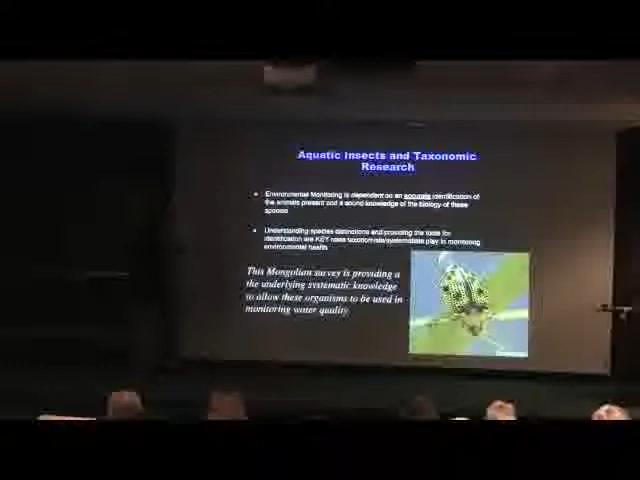 Aquatic Insects and Taxonomic
Research
Environmental Monitoring is dependent on an accurate identification of
the animals present and a sound knowledge of the biology of these
species
Understanding species distinctions and providing the tools for
identification are KEY roles taxonomists/systematists play in monitoring
environmental health
This Mongolian survey is providing a
the underlying systematic knowledge
to allow these organisms to be used in
monitoring water quality